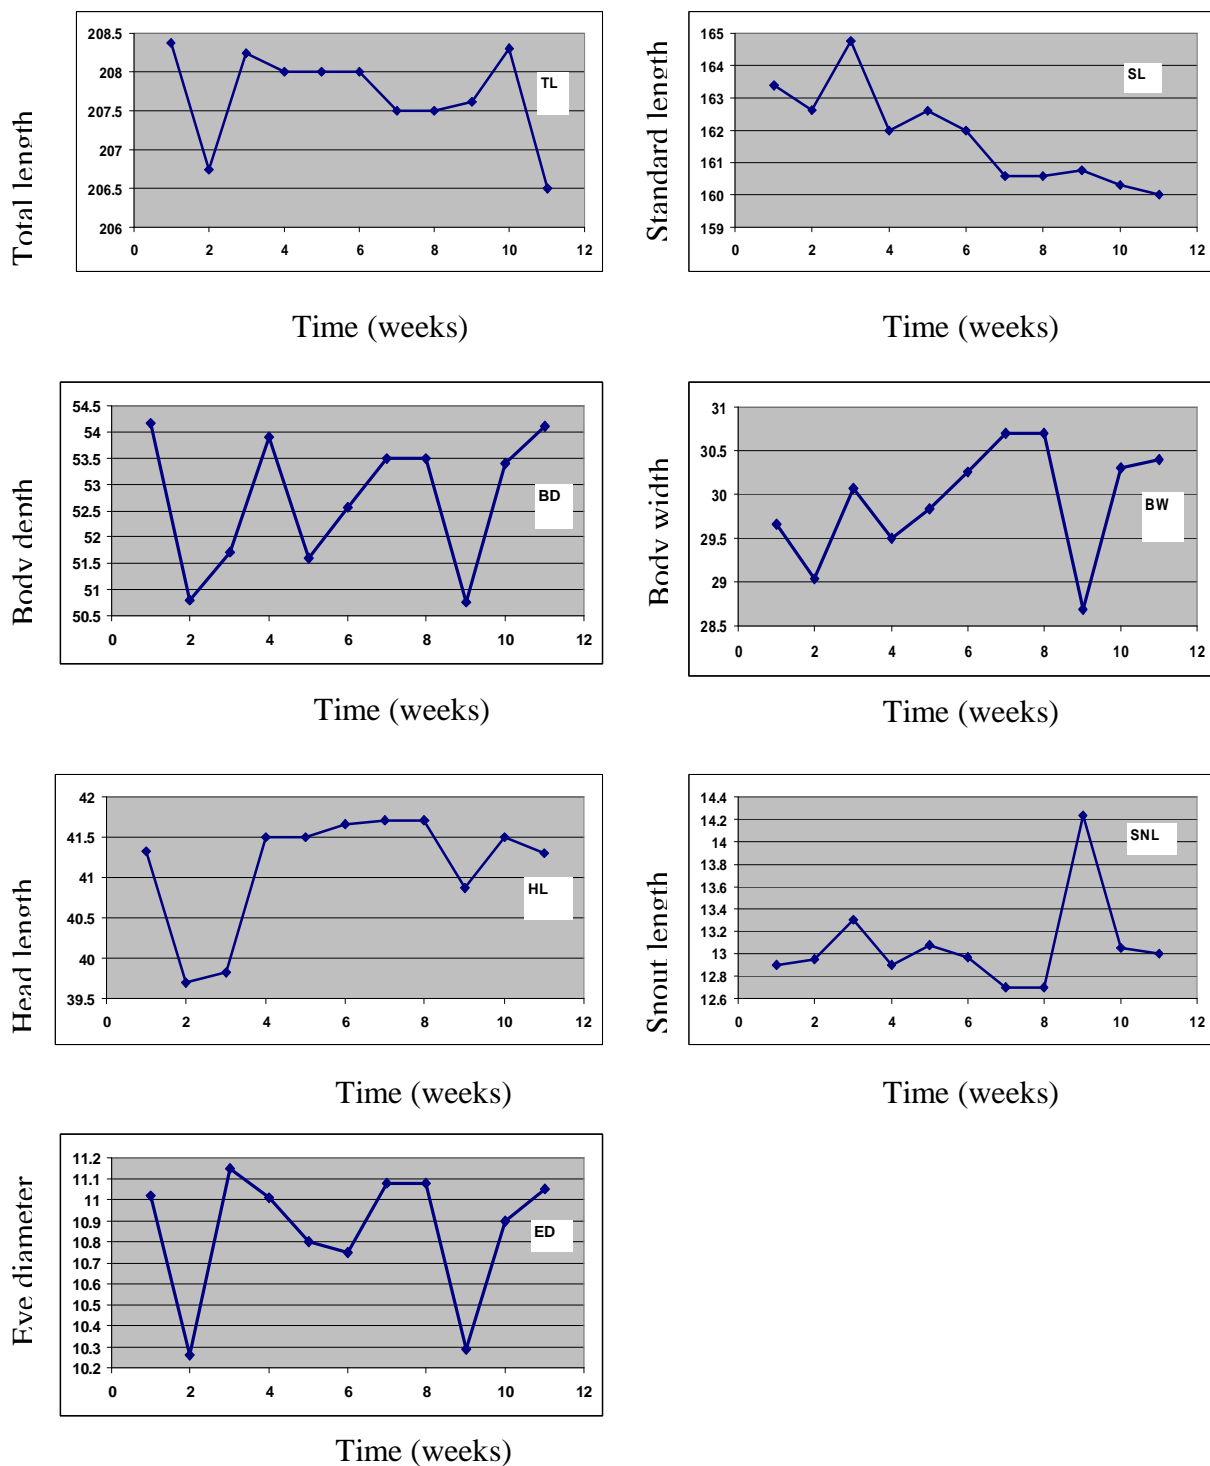 Total length
208.5
208
207.5
207
206.5
206
0 2 4 6 8 10 12
TL
Time (weeks)
Standard length
165
164
163
162
161
160
159
0 2 4 6 8 10 12
SL
Time (weeks)
Body depth
54.5
54
53.5
53
52.5
52
51.5
51
50.5
0 2 4 6 8 10 12
BD
Time (weeks)
Body width
31
30.5
30
29.5
29
28.5
0 2 4 6 8 10 12
BW
Time (weeks)
Head length
42
41.5
41
40.5
40
39.5
0 2 4 6 8 10 12
HL
Time (weeks)
Snout length
14.4
14.2
14
13.8
13.6
13.4
13.2
13
12.8
12.6
0 2 4 6 8 10 12
SNL
Time (weeks)
Eye diameter
11.2
11.1
11
10.9
10.8
10.7
10.6
10.5
10.4
10.3
10.2
0 2 4 6 8 10 12
ED
Time (weeks)